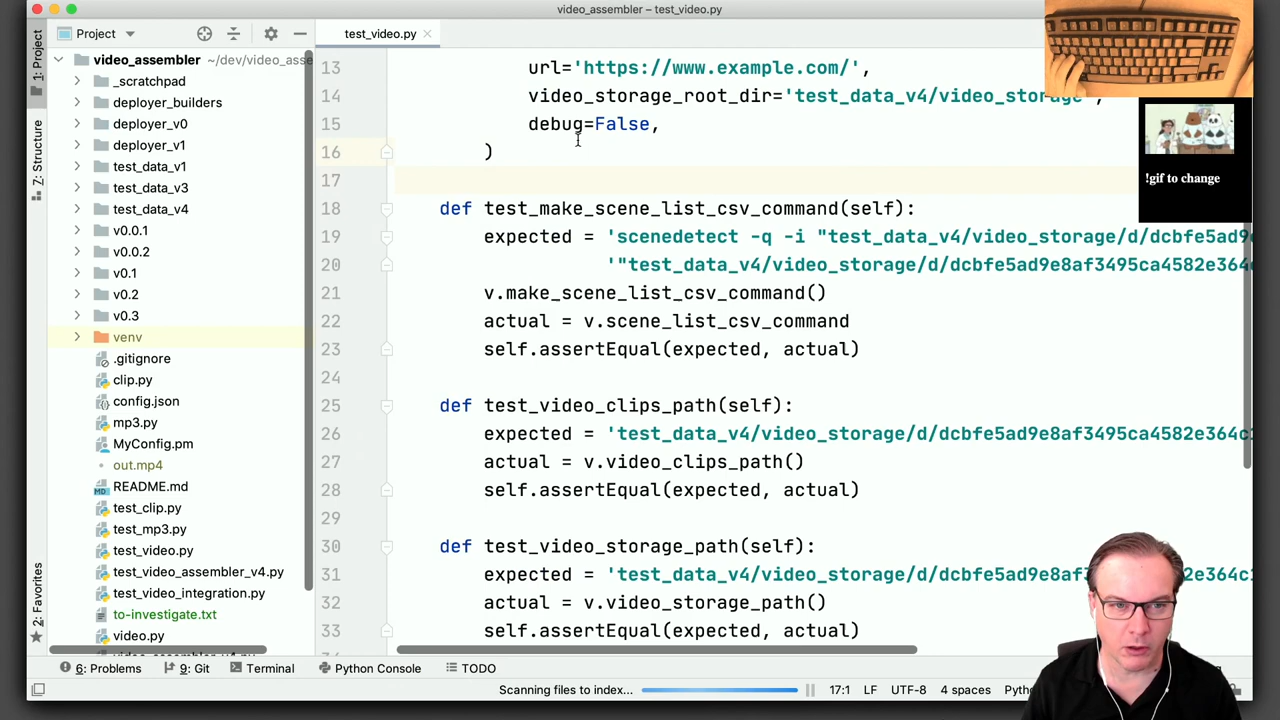 video_assembler – test_video.py
1: Project
Z: Structure
2: Favorites
Project
video_assembler ~/dev/video_asse
_scratchpad
deployer_builders
deployer_v0
deployer_v1
test_data_v1
test_data_v3
test_data_v4
v0.0.1
v0.0.2
v0.1
v0.2
v0.3
venv
.gitignore
clip.py
config.json
mp3.py
MyConfig.pm
out.mp4
README.md
test_clip.py
test_mp3.py
test_video.py
test_video_assembler_v4.py
test_video_integration.py
to-investigate.txt
video.py
test_video.py
13 url='https://www.example.com/',
14 video_storage_root_dir='test_data_v4/video_storage',
15 debug=False,
16 )
17
18 def test_make_scene_list_csv_command(self):
19 expected = 'scenedetect -q -i "test_data_v4/video_storage/d/dcbfe5ad9e
20 '"test_data_v4/video_storage/d/dcbfe5ad9e8af3495ca4582e364c
21 v.make_scene_list_csv_command()
22 actual = v.scene_list_csv_command
23 self.assertEqual(expected, actual)
24
25 def test_video_clips_path(self):
26 expected = 'test_data_v4/video_storage/d/dcbfe5ad9e8af3495ca4582e364c1
27 actual = v.video_clips_path()
28 self.assertEqual(expected, actual)
29
30 def test_video_storage_path(self):
31 expected = 'test_data_v4/video_storage/d/dcbfe5ad9e8af 2e364c1
32 actual = v.video_storage_path()
33 self.assertEqual(expected, actual)
!gif to change
6: Problems
9: Git
Terminal
Python Console
TODO
Scanning files to index...
17:1 LF UTF-8 4 spaces Pytho